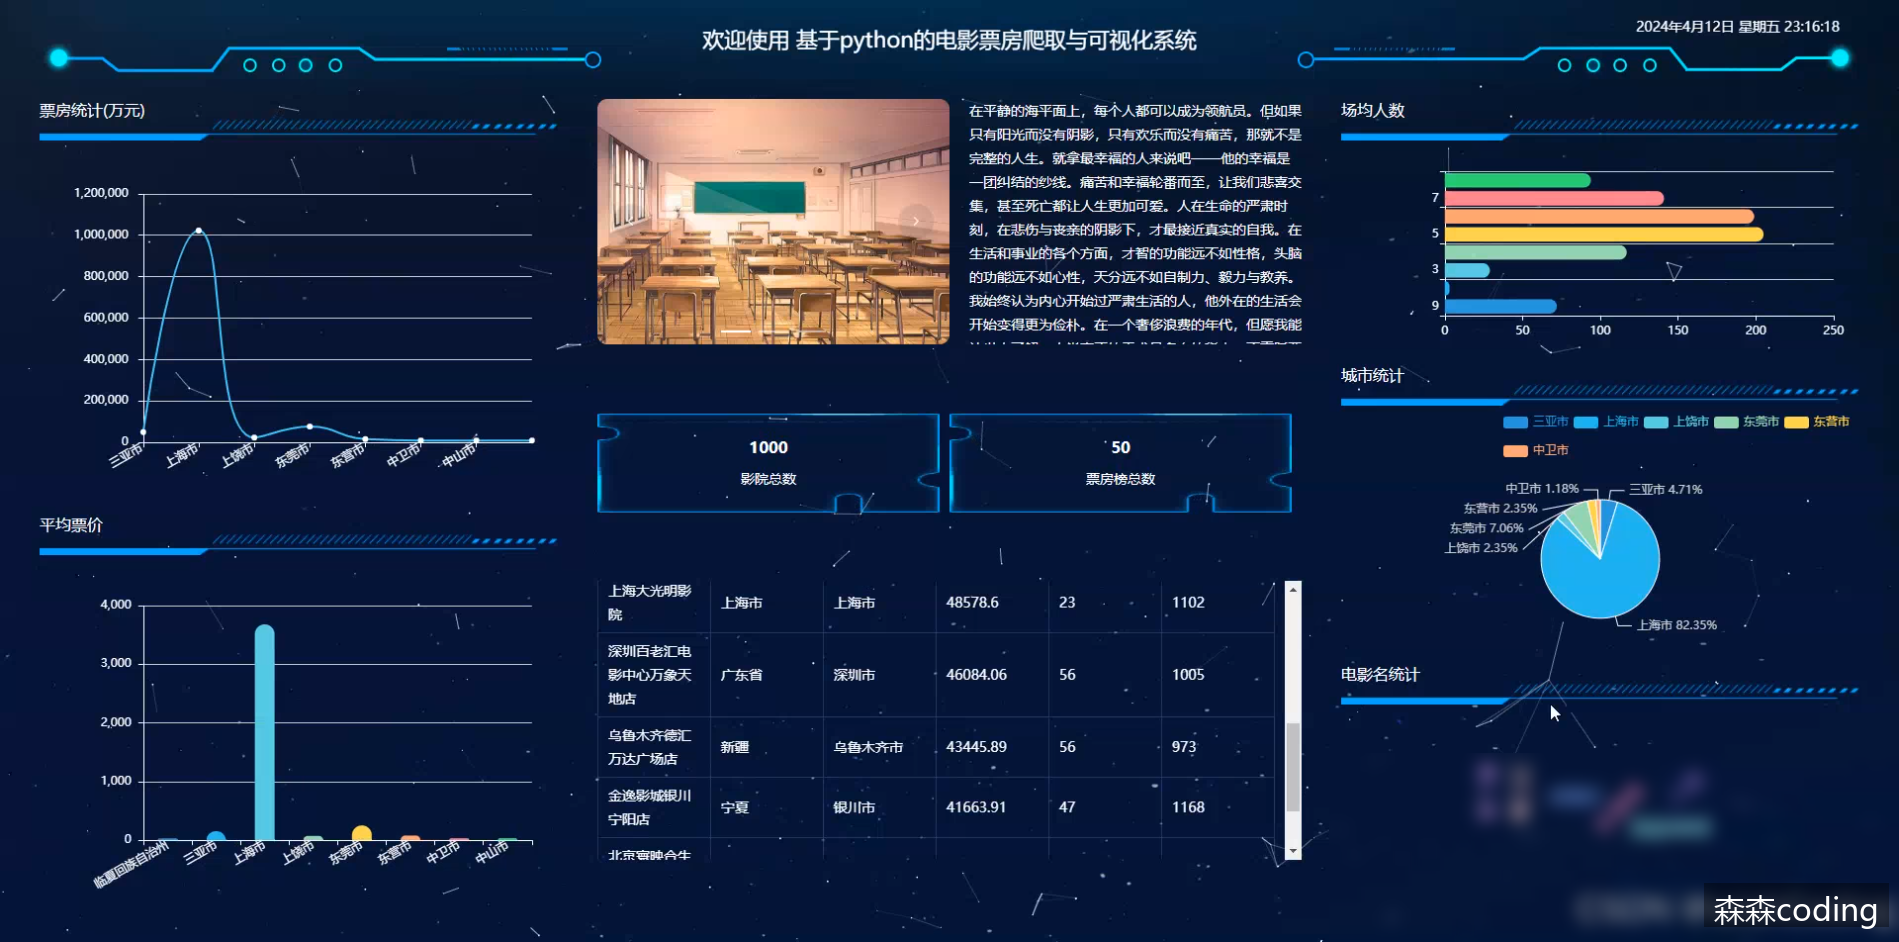 欢迎使用 基于python的电影票房爬取与可视化系统
2024年4月12日 星期五 23:16:18
票房统计(万元)
1,200,000
1,000,000
800,000
600,000
400,000
200,000
0
三亚市 上海市 上饶市 东莞市 东营市 中卫市 中山市
平均票价
4,000
3,000
2,000
1,000
0
临夏回族自治州 三亚市 上海市 上饶市 东莞市 东营市 中卫市 中山市
在平静的海平面上，每个人都可以成为领航员。但如果
只有阳光而没有阴影，只有欢乐而没有痛苦，那就不是
完整的人生。就拿最幸福的人来说吧——他的幸福是
一团纠结的纱线。痛苦和幸福轮番而至，让我们悲喜交
集，甚至死亡都让人生更加可爱。人在生命的严肃时
刻，在悲伤与丧亲的阴影下，才最接近真实的自我。在
生活和事业的各个方面，才智的功能远不如性格，头脑
的功能远不如心性，天分远不如自制力、毅力与教养。
我始终认为内心开始过严肃生活的人，他外在的生活会
开始变得更为俭朴。在一个奢侈浪费的年代，但愿我能
1000
影院总数
50
票房榜总数
上海大光明影
院
上海市 上海市 48578.6 23 1102
深圳百老汇电
影中心万象天
地店
广东省 深圳市 46084.06 56 1005
乌鲁木齐德汇
万达广场店
新疆 乌鲁木齐市 43445.89 56 973
金逸影城银川
宁阳店
宁夏 银川市 41663.91 47 1168
场均人数
7
5
3
9
0 50 100 150 200 250
城市统计
三亚市 上海市 上饶市 东莞市 东营市
中卫市
中卫市 1.18%
三亚市 4.71%
东营市 2.35%
东莞市 7.06%
上饶市 2.35%
上海市 82.35%
电影名统计
森森coding